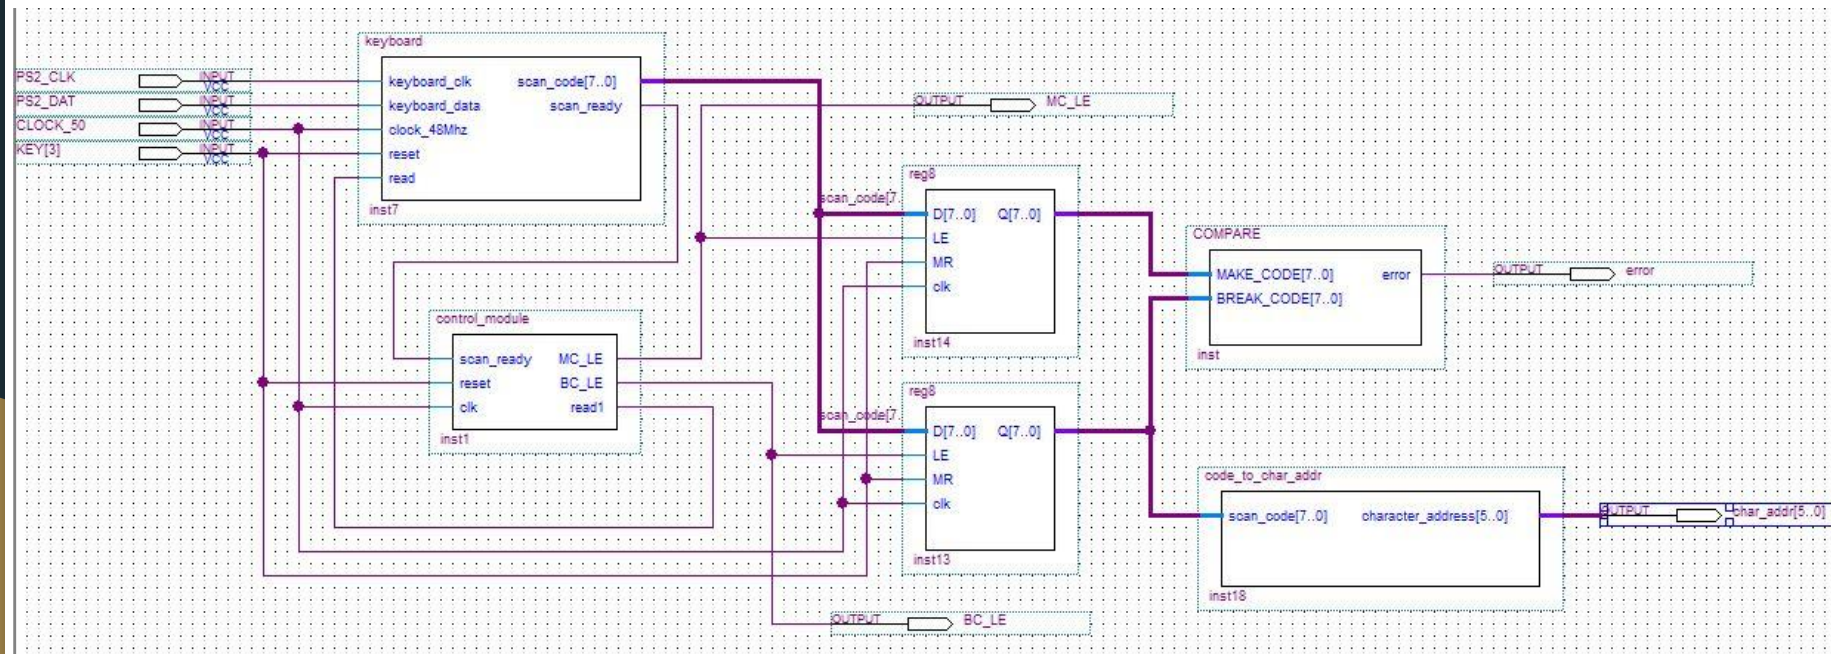 keyboard
PS2_CLK INPUT VCC
PS2_DAT INPUT VCC
CLOCK_50 INPUT VCC
KEY[3] INPUT VCC
keyboard_clk scan_code[7..0]
keyboard_data scan_ready
clock_48Mhz
reset
read
inst7
OUTPUT MC_LE
reg8
scan_code[7.
D[7..0] Q[7..0]
LE
MR
clk
inst14
COMPARE
MAKE_CODE[7..0] error
BREAK_CODE[7..0]
inst
OUTPUT error
control_module
scan_ready MC_LE
reset BC_LE
clk read1
inst1
reg8
scan_code[7.
D[7..0] Q[7..0]
LE
MR
clk
inst13
code_to_char_addr
scan_code[7..0] character_address[5..0]
inst18
OUTPUT char_addr[5..0]
OUTPUT BC_LE